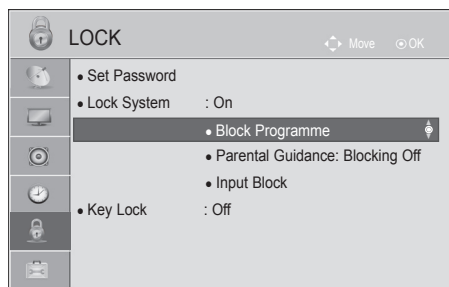 LOCK
Move OK
• Set Password
• Lock System : On
• Block Programme
• Parental Guidance: Blocking Off
• Input Block
• Key Lock : Off